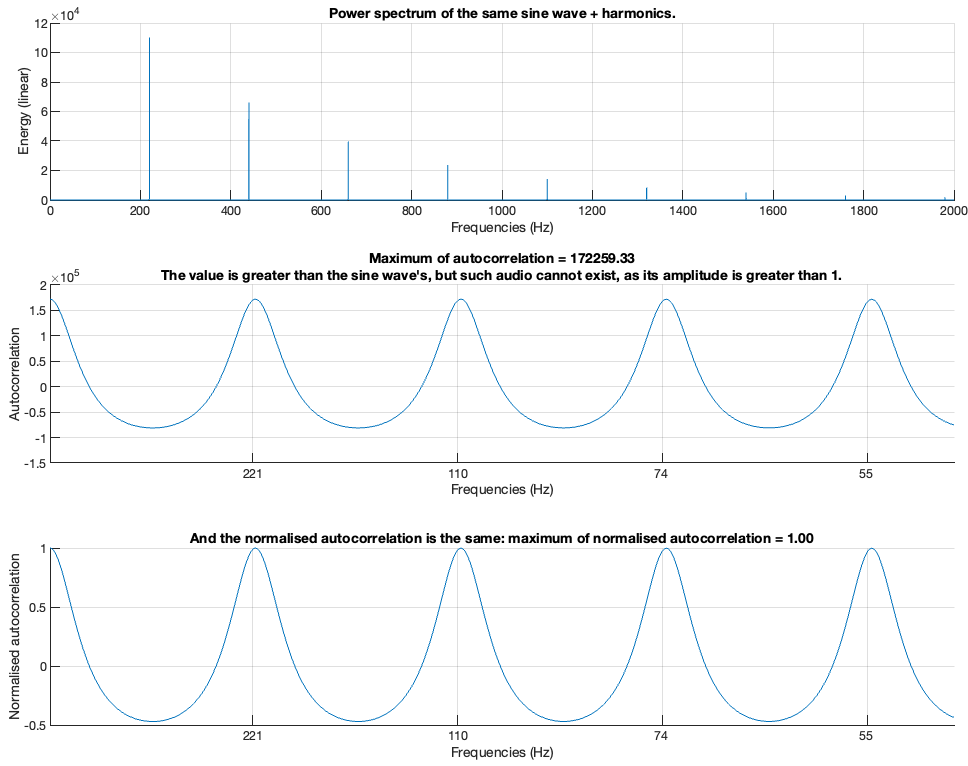 Power spectrum of the same sine wave + harmonics.
×10^4
12
10
8
6
4
2
0
Energy (linear)
0 200 400 600 800 1000 1200 1400 1600 1800 2000
Frequencies (Hz)
Maximum of autocorrelation = 172259.33
The value is greater than the sine wave's, but such audio cannot exist, as its amplitude is greater than 1.
×10^5
2
1.5
1
0.5
0
-0.5
-1
-1.5
Autocorrelation
221 110 74 55
Frequencies (Hz)
And the normalised autocorrelation is the same: maximum of normalised autocorrelation = 1.00
1
0.5
0
-0.5
Normalised autocorrelation
221 110 74 55
Frequencies (Hz)